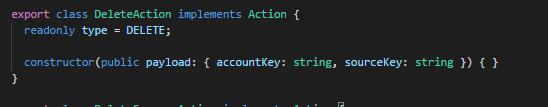 export class DeleteAction implements Action {
readonly type = DELETE;
constructor(public payload: { accountKey: string, sourceKey: string }) { }
}